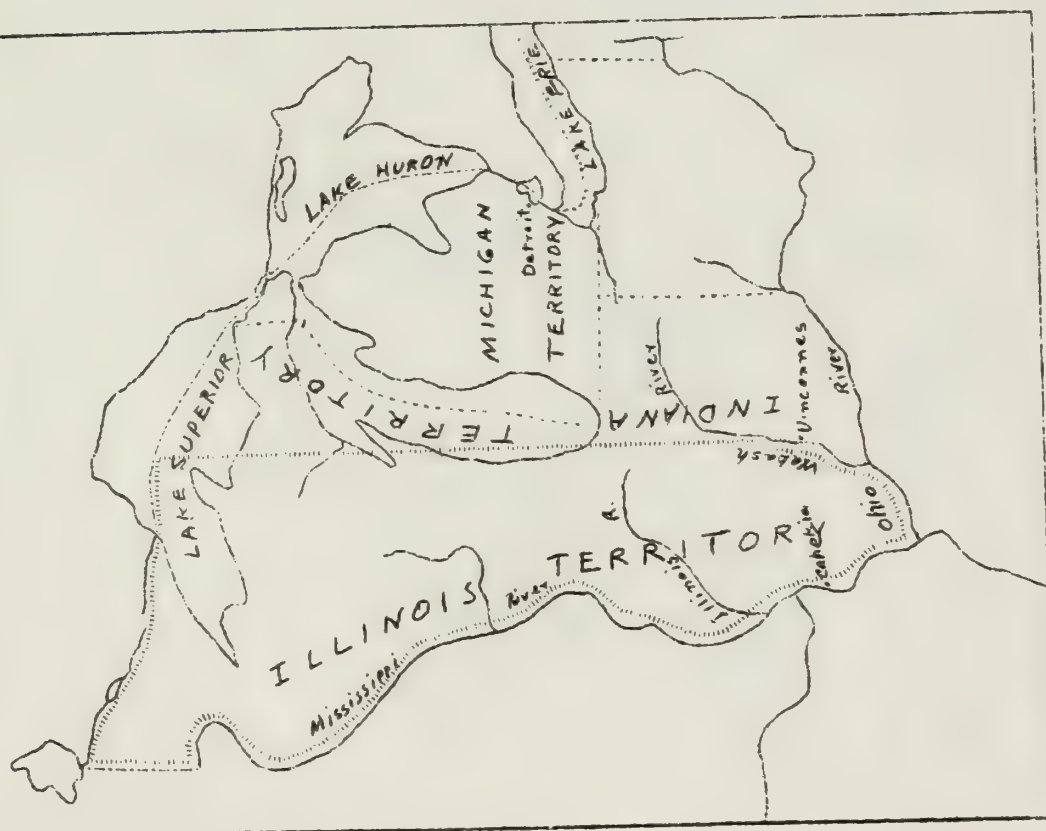 LAKE ERIE
LAKE HURON
Detroit
MICHIGAN
TERRITORY
LAKE SUPERIOR
INDIANA
TERRITORY
River
Vincennes
Wabash
River
Ohio
ILLINOIS
TERRITORY
R.
Illinois
Cahokia
Mississippi
River